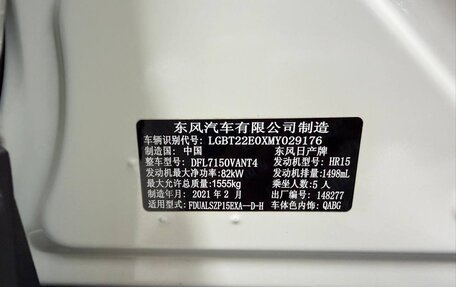 东风汽车有限公司制造
车辆识别代号: LGBT22E0XMY029176
制造国: 中国 东风日产牌
整车型号: DFL7150VANT4 发动机型号: HR15
发动机最大净功率: 82kW 发动机排量: 1498mL
最大允许总质量: 1555kg 乘坐人数: 5 人
制造年月: 2021 年 2 月 出厂编号: 148277
适用型式: FDUALSZP15EXA--D-H 车体色内饰: QABG